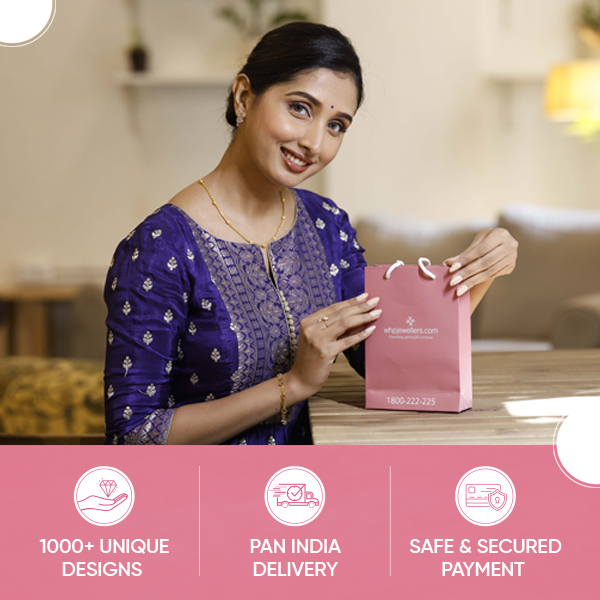 whpjewellers.com
1800-222-225
1000+ UNIQUE
DESIGNS
PAN INDIA
DELIVERY
SAFE & SECURED
PAYMENT